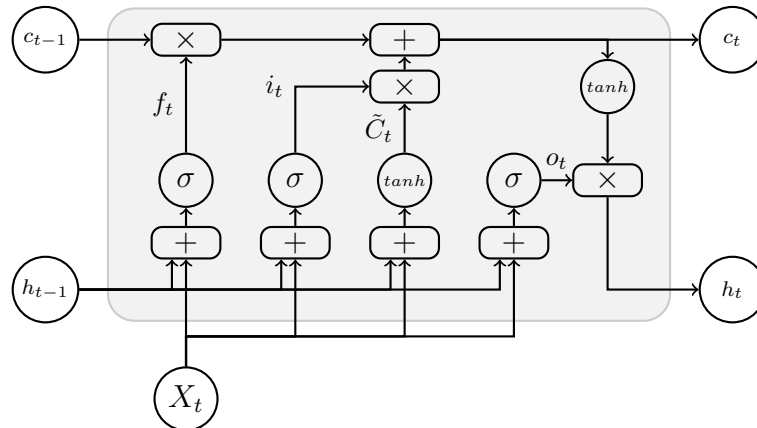 c_{t−1} × + c_t
tanh
i_t ×
f_t
C̃_t
o_t
σ σ tanh σ ×
+ + + +
h_{t−1} h_t
X_t